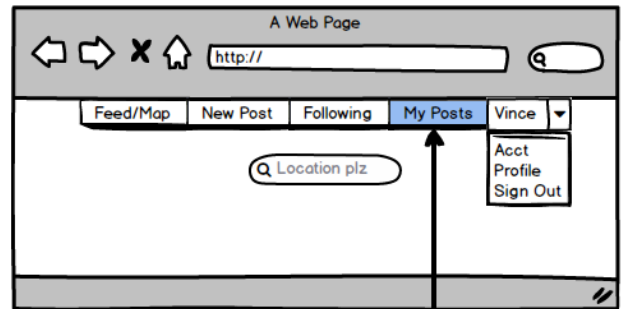 A Web Page
http://
Feed/Map New Post Following My Posts Vince
Location plz
Acct
Profile
Sign Out